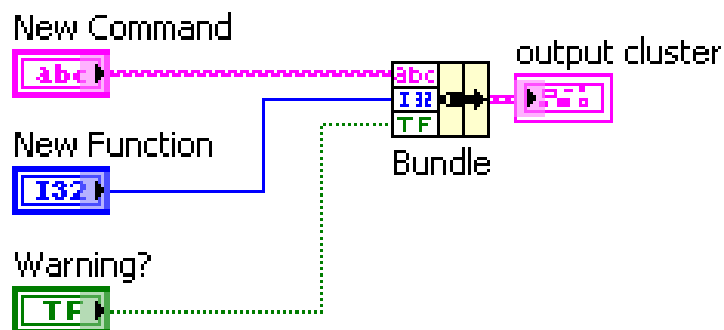 New Command
abc
output cluster
abc
I32
TF
New Function
Bundle
I32
Warning?
TF